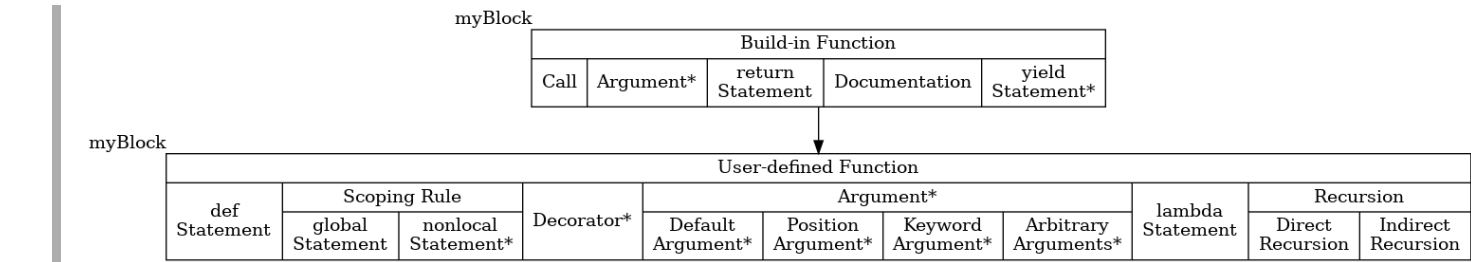 myBlock
Build-in Function
Call
Argument*
return
Statement
Documentation
yield
Statement*
myBlock
User-defined Function
def
Statement
Scoping Rule
global
Statement
nonlocal
Statement*
Decorator*
Argument*
Default
Argument*
Position
Argument*
Keyword
Argument*
Arbitrary
Arguments*
lambda
Statement
Recursion
Direct
Recursion
Indirect
Recursion